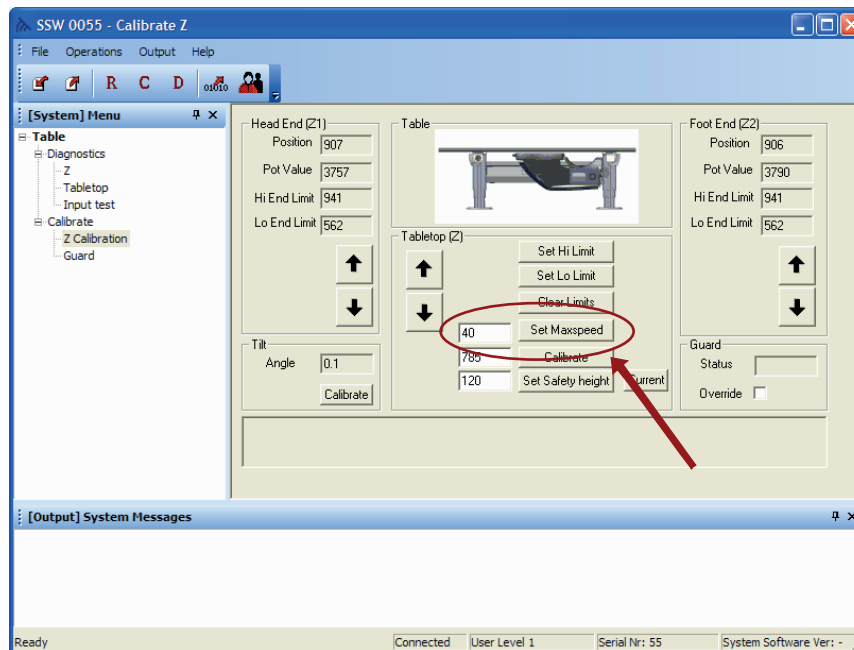 SSW 0055 - Calibrate Z
File Operations Output Help
R C D 01010
[System] Menu
Table
Diagnostics
Z
Tabletop
Input test
Calibrate
Z Calibration
Guard
Head End (Z1)
Position 907
Pot Value 3757
Hi End Limit 941
Lo End Limit 562
Tilt
Angle 0.1
Calibrate
Table
Tabletop (Z)
Set Hi Limit
Set Lo Limit
Clear Limits
40 Set Maxspeed
785 Calibrate
120 Set Safety height Current
Foot End (Z2)
Position 906
Pot Value 3790
Hi End Limit 941
Lo End Limit 562
Guard
Status
Override
[Output] System Messages
Ready Connected User Level 1 Serial Nr: 55 System Software Ver: -